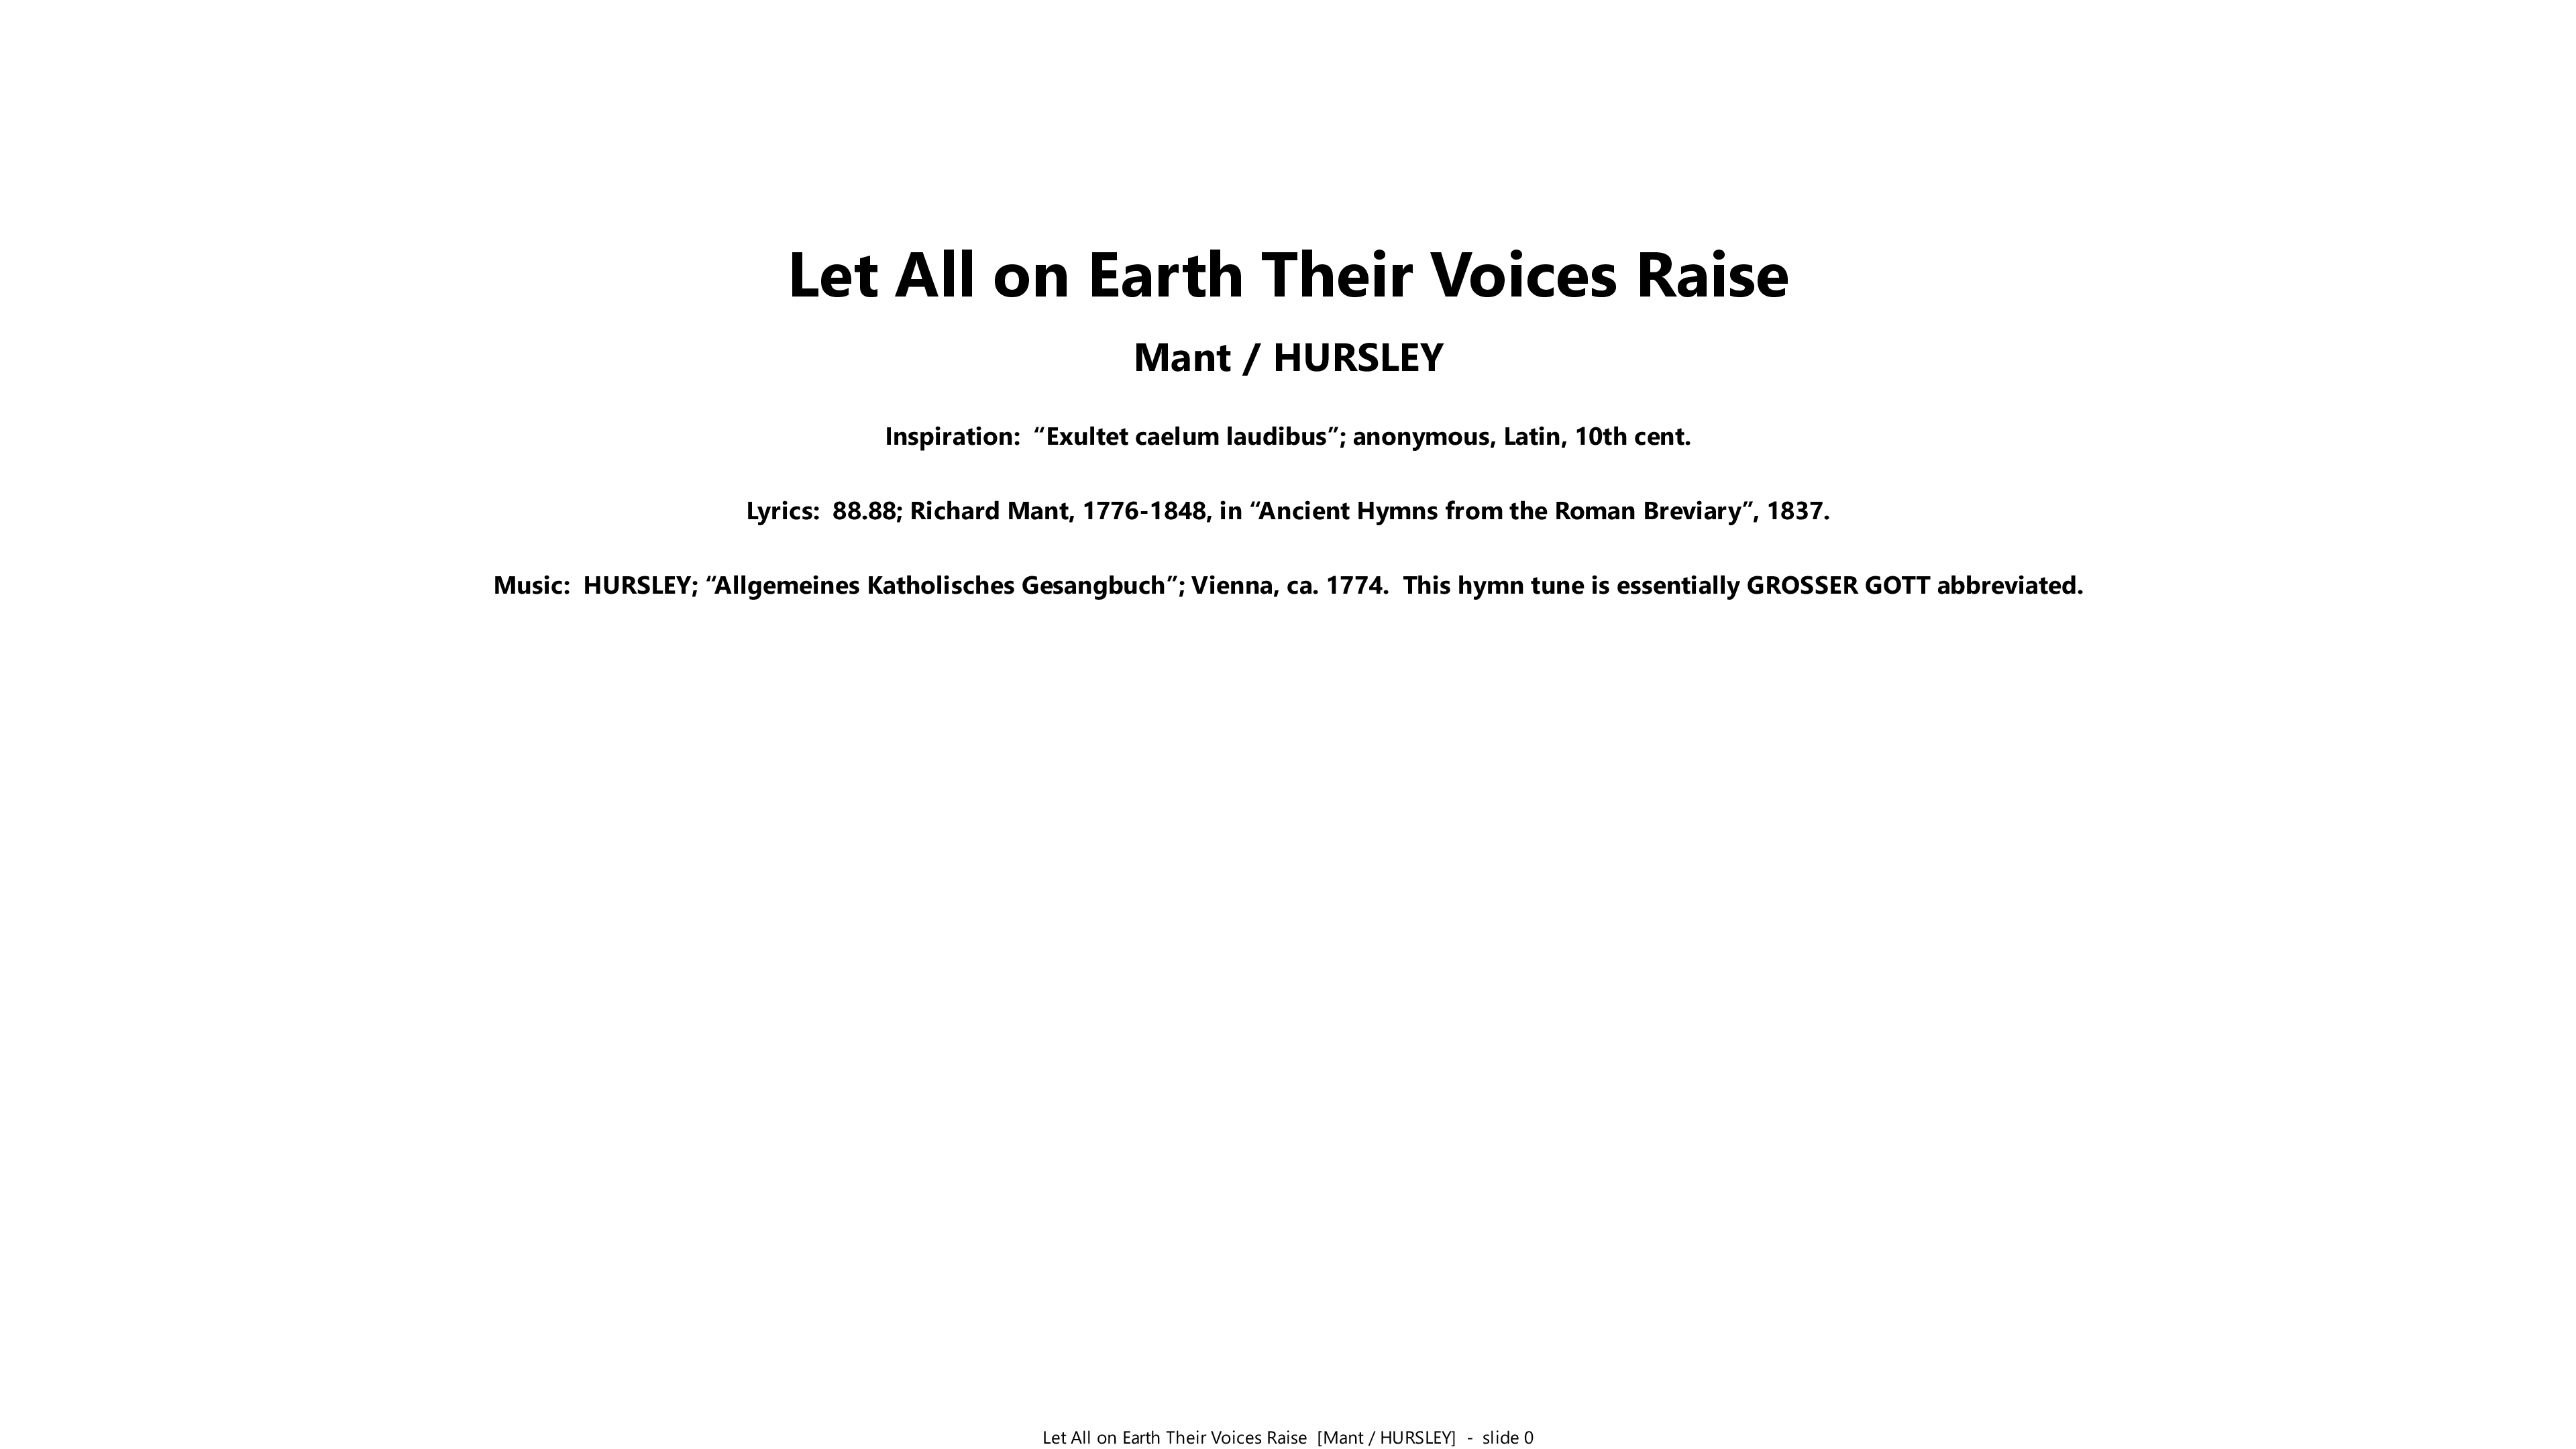 Let All on Earth Their Voices Raise
Mant / HURSLEY
Inspiration:  “Exultet caelum laudibus”; anonymous, Latin, 10th cent.
Lyrics:  88.88; Richard Mant, 1776-1848, in “Ancient Hymns from the Roman Breviary”, 1837.
Music:  HURSLEY; “Allgemeines Katholisches Gesangbuch”; Vienna, ca. 1774.  This hymn tune is essentially GROSSER GOTT abbreviated.
Let All on Earth Their Voices Raise  [Mant / HURSLEY]  -  slide 0